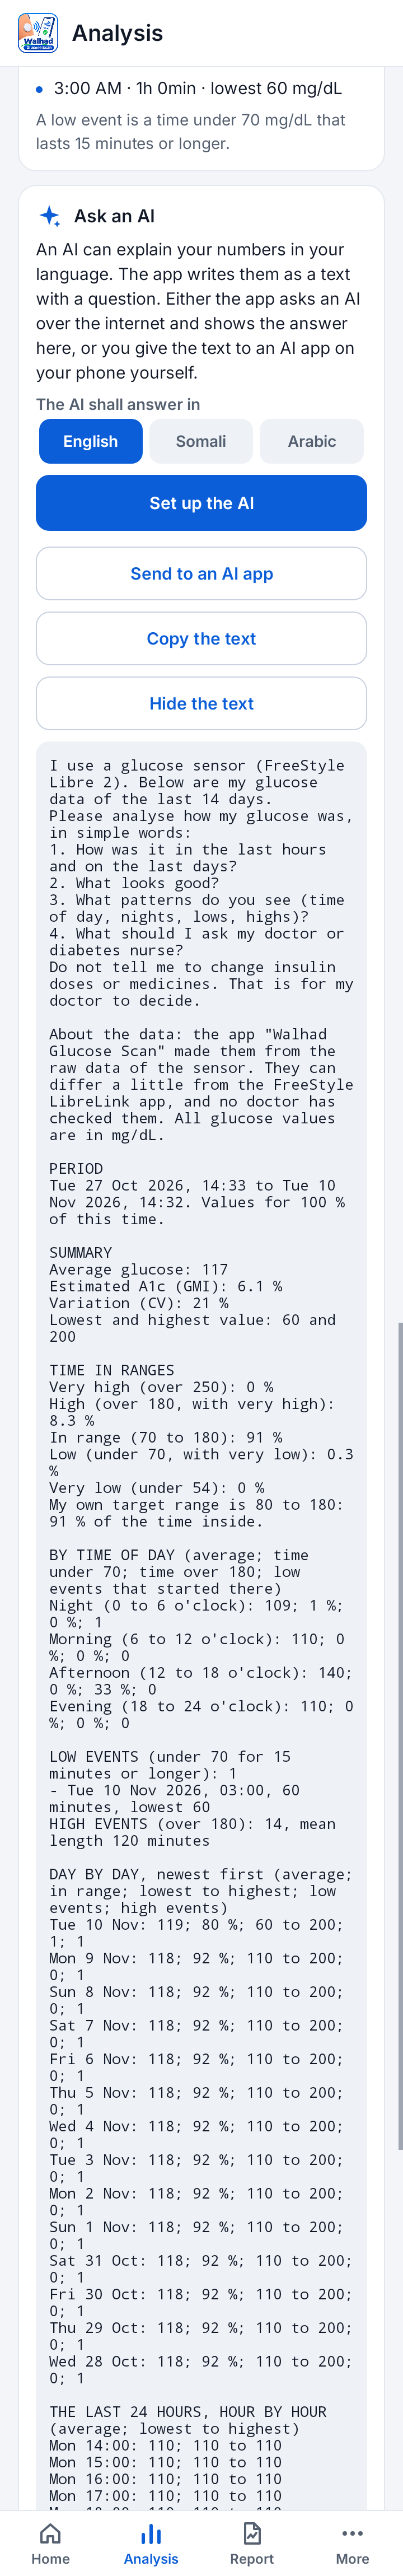 Walhad
Glucose Scan
Analysis
3:00 AM · 1h 0min · lowest 60 mg/dL
A low event is a time under 70 mg/dL that
lasts 15 minutes or longer.
Ask an AI
An AI can explain your numbers in your
language. The app writes them as a text
with a question. Either the app asks an AI
over the internet and shows the answer
here, or you give the text to an AI app on
your phone yourself.
The AI shall answer in
English
Somali
Arabic
Set up the AI
Send to an AI app
Copy the text
Hide the text
I use a glucose sensor (FreeStyle
Libre 2). Below are my glucose
data of the last 14 days.
Please analyse how my glucose was,
in simple words:
1. How was it in the last hours
and on the last days?
2. What looks good?
3. What patterns do you see (time
of day, nights, lows, highs)?
4. What should I ask my doctor or
diabetes nurse?
Do not tell me to change insulin
doses or medicines. That is for my
doctor to decide.
About the data: the app "Walhad
Glucose Scan" made them from the
raw data of the sensor. They can
differ a little from the FreeStyle
LibreLink app, and no doctor has
checked them. All glucose values
are in mg/dL.
PERIOD
Tue 27 Oct 2026, 14:33 to Tue 10
Nov 2026, 14:32. Values for 100 %
of this time.
SUMMARY
Average glucose: 117
Estimated A1c (GMI): 6.1 %
Variation (CV): 21 %
Lowest and highest value: 60 and
200
TIME IN RANGES
Very high (over 250): 0 %
High (over 180, with very high):
8.3 %
In range (70 to 180): 91 %
Low (under 70, with very low): 0.3
%
Very low (under 54): 0 %
My own target range is 80 to 180:
91 % of the time inside.
BY TIME OF DAY (average; time
under 70; time over 180; low
events that started there)
Night (0 to 6 o'clock): 109; 1 %;
0 %; 1
Morning (6 to 12 o'clock): 110; 0
%; 0 %; 0
Afternoon (12 to 18 o'clock): 140;
0 %; 33 %; 0
Evening (18 to 24 o'clock): 110; 0
%; 0 %; 0
LOW EVENTS (under 70 for 15
minutes or longer): 1
- Tue 10 Nov 2026, 03:00, 60
minutes, lowest 60
HIGH EVENTS (over 180): 14, mean
length 120 minutes
DAY BY DAY, newest first (average;
in range; lowest to highest; low
events; high events)
Tue 10 Nov: 119; 80 %; 60 to 200;
1; 1
Mon 9 Nov: 118; 92 %; 110 to 200;
0; 1
Sun 8 Nov: 118; 92 %; 110 to 200;
0; 1
Sat 7 Nov: 118; 92 %; 110 to 200;
0; 1
Fri 6 Nov: 118; 92 %; 110 to 200;
0; 1
Thu 5 Nov: 118; 92 %; 110 to 200;
0; 1
Wed 4 Nov: 118; 92 %; 110 to 200;
0; 1
Tue 3 Nov: 118; 92 %; 110 to 200;
0; 1
Mon 2 Nov: 118; 92 %; 110 to 200;
0; 1
Sun 1 Nov: 118; 92 %; 110 to 200;
0; 1
Sat 31 Oct: 118; 92 %; 110 to 200;
0; 1
Fri 30 Oct: 118; 92 %; 110 to 200;
0; 1
Thu 29 Oct: 118; 92 %; 110 to 200;
0; 1
Wed 28 Oct: 118; 92 %; 110 to 200;
0; 1
THE LAST 24 HOURS, HOUR BY HOUR
(average; lowest to highest)
Mon 14:00: 110; 110 to 110
Mon 15:00: 110; 110 to 110
Mon 16:00: 110; 110 to 110
Mon 17:00: 110; 110 to 110
Home
Analysis
Report
More